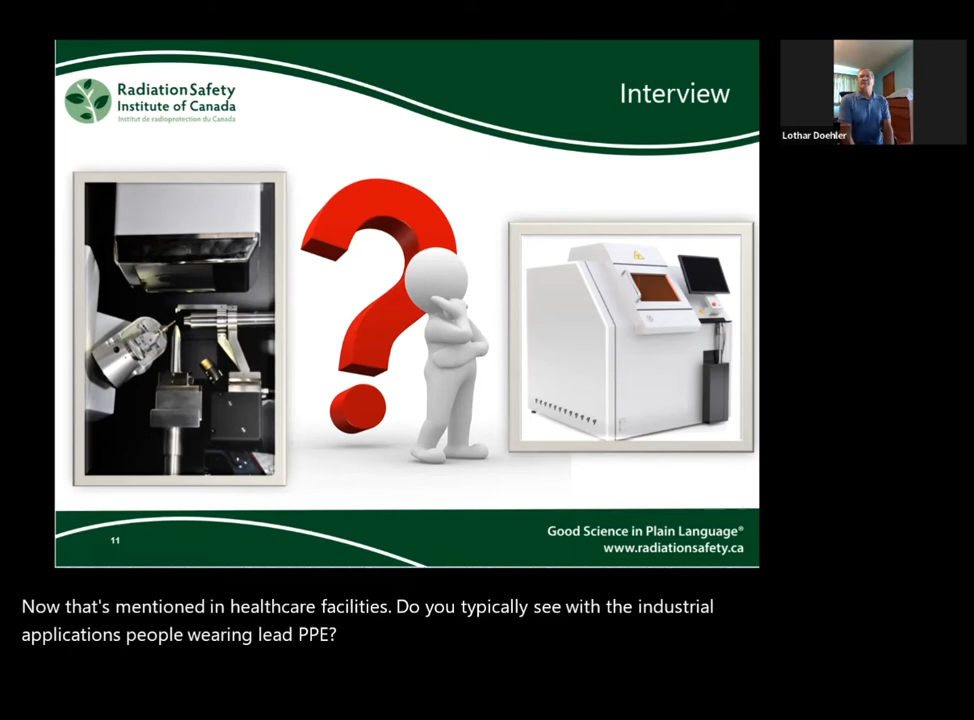 Radiation Safety
Institute of Canada
Institut de radioprotection du Canada
Interview
Lothar Doehler
11
Good Science in Plain Language®
www.radiationsafety.ca
Now that's mentioned in healthcare facilities. Do you typically see with the industrial
applications people wearing lead PPE?